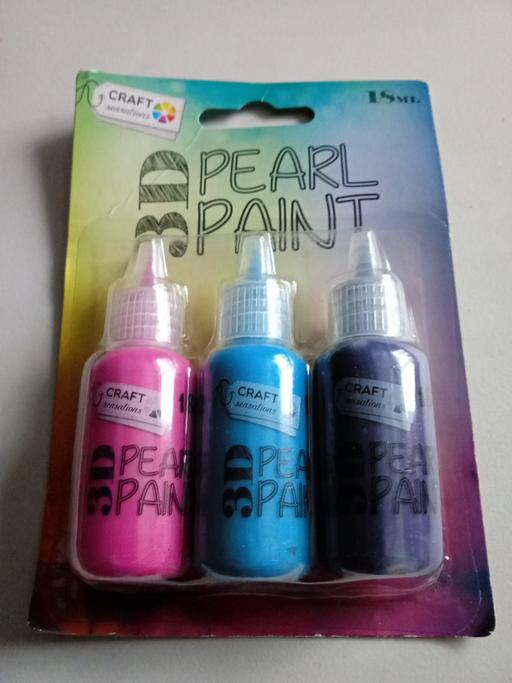 CRAFT
sensations
18ML
3D PEARL
PAINT
CRAFT
sensations
3D PEAR
PAIN
CRAFT
sensations
3D PEA
PAIN
CRAFT
sensations
3D PEA
PAIN